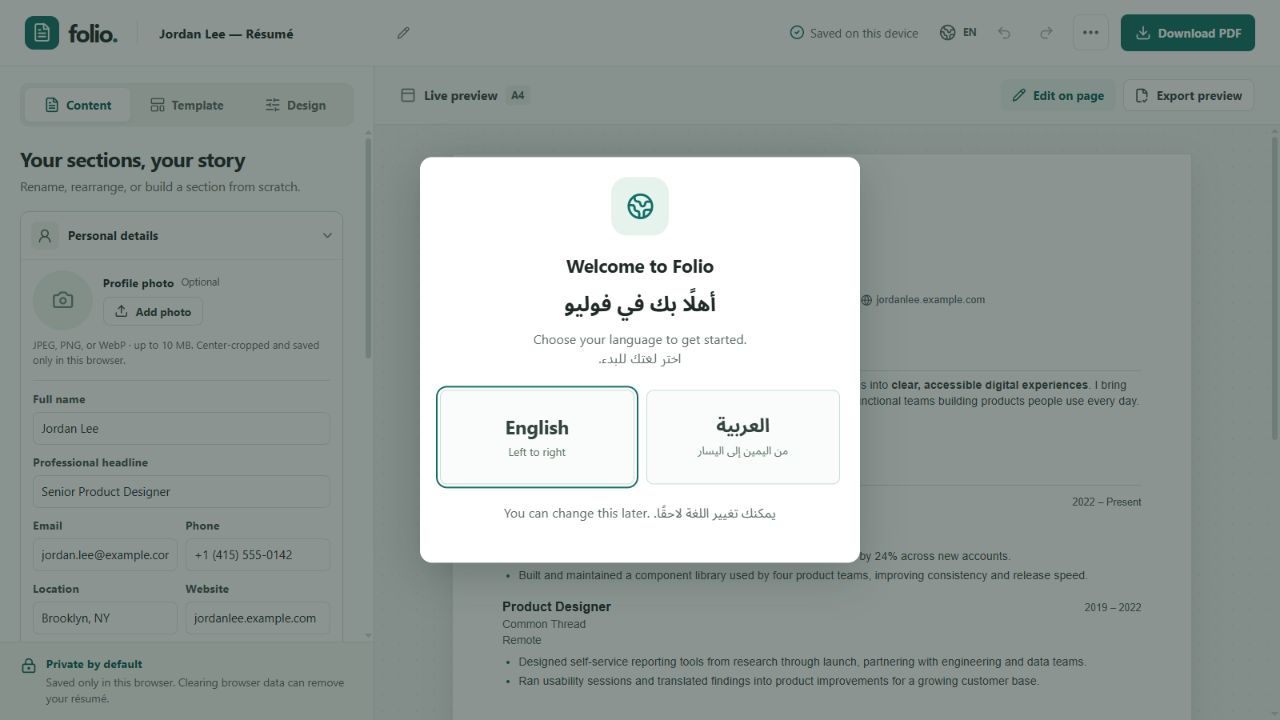 folio.
Jordan Lee — Résumé
Saved on this device
EN
Download PDF
Content
Template
Design
Live preview
A4
Edit on page
Export preview
Your sections, your story
Rename, rearrange, or build a section from scratch.
Personal details
Profile photo Optional
Add photo
JPEG, PNG, or WebP · up to 10 MB. Center-cropped and saved
only in this browser.
Full name
Jordan Lee
Professional headline
Senior Product Designer
Email
Phone
jordan.lee@example.cor
+1 (415) 555-0142
Location
Website
Brooklyn, NY
jordanlee.example.com
Private by default
Saved only in this browser. Clearing browser data can remove
your résumé.
Welcome to Folio
أهلًا بك في فوليو
Choose your language to get started.
اختر لغتك للبدء.
English
Left to right
العربية
من اليمين إلى اليسار
You can change this later. يمكنك تغيير اللغة لاحقًا.
jordanlee.example.com
s into clear, accessible digital experiences. I bring
nctional teams building products people use every day.
2022 – Present
by 24% across new accounts.
• Built and maintained a component library used by four product teams, improving consistency and release speed.
Product Designer
2019 – 2022
Common Thread
Remote
• Designed self-service reporting tools from research through launch, partnering with engineering and data teams.
• Ran usability sessions and translated findings into product improvements for a growing customer base.